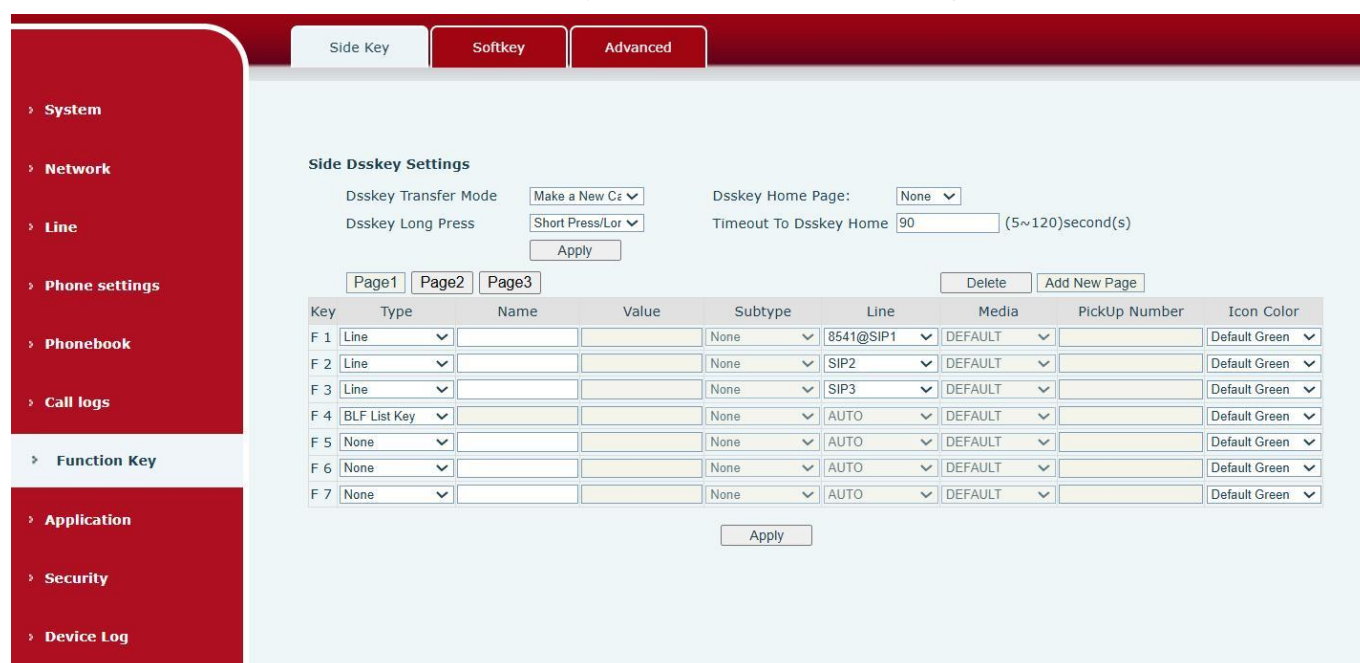 Side Key Softkey Advanced
System
Network
Line
Phone settings
Phonebook
Call logs
Function Key
Application
Security
Device Log
Side Dsskey Settings
Dsskey Transfer Mode Make a New Ca Dsskey Home Page: None
Dsskey Long Press Short Press/Lor Timeout To Dsskey Home 90 (5~120)second(s)
Apply
Page1 Page2 Page3 Delete Add New Page
Key Type Name Value Subtype Line Media PickUp Number Icon Color
F 1 Line None 8541@SIP1 DEFAULT Default Green
F 2 Line None SIP2 DEFAULT Default Green
F 3 Line None SIP3 DEFAULT Default Green
F 4 BLF List Key None AUTO DEFAULT Default Green
F 5 None None AUTO DEFAULT Default Green
F 6 None None AUTO DEFAULT Default Green
F 7 None None AUTO DEFAULT Default Green
Apply